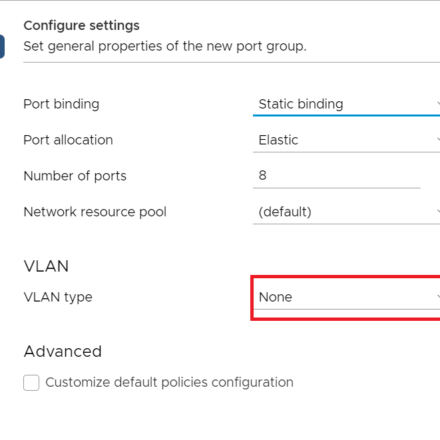 Configure settings
Set general properties of the new port group.
Port binding Static binding
Port allocation Elastic
Number of ports 8
Network resource pool (default)
VLAN
VLAN type None
Advanced
Customize default policies configuration